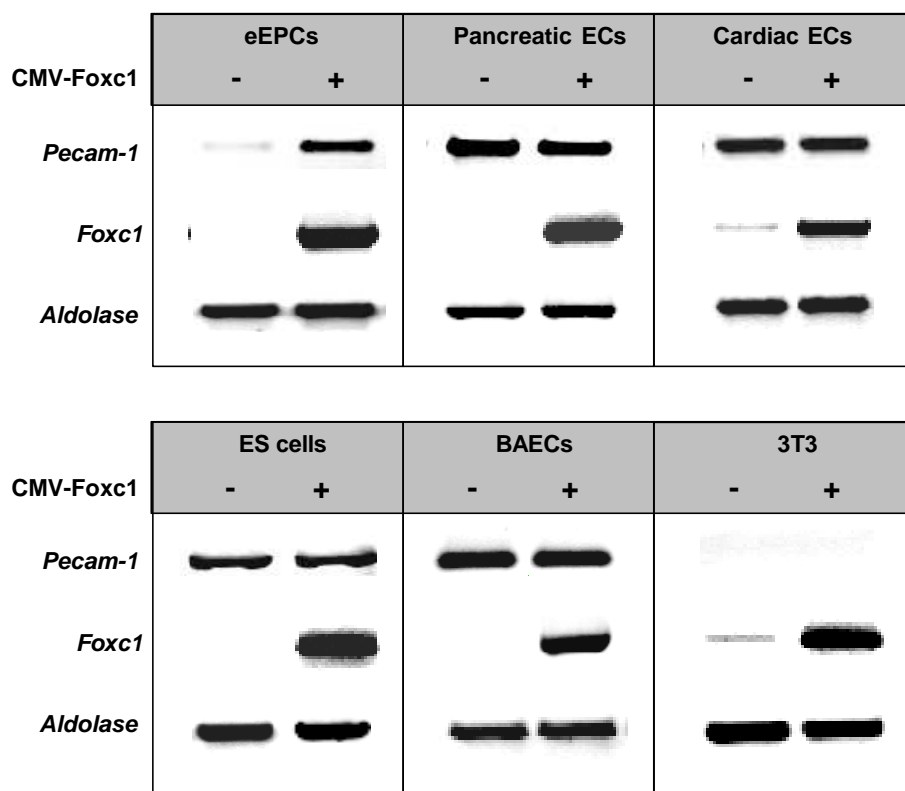 eEPCs Pancreatic ECs Cardiac ECs
CMV-Foxc1 - + - + - +
Pecam-1
Foxc1
Aldolase
ES cells BAECs 3T3
CMV-Foxc1 - + - + - +
Pecam-1
Foxc1
Aldolase